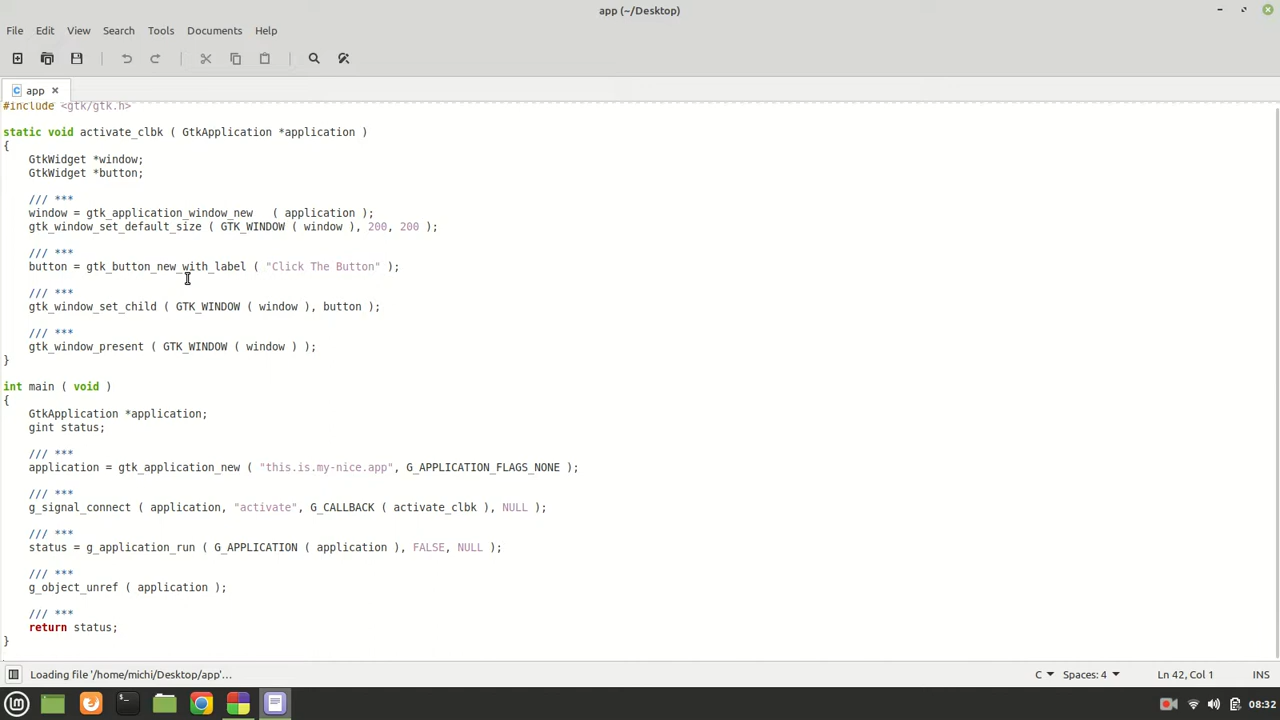 app (~/Desktop)
File Edit View Search Tools Documents Help
app
#include <gtk/gtk.h>
static void activate_clbk ( GtkApplication *application )
{
    GtkWidget *window;
    GtkWidget *button;
    /// ***
    window = gtk_application_window_new   ( application );
    gtk_window_set_default_size ( GTK_WINDOW ( window ), 200, 200 );
    /// ***
    button = gtk_button_new_with_label ( "Click The Button" );
    /// ***
    gtk_window_set_child ( GTK_WINDOW ( window ), button );
    /// ***
    gtk_window_present ( GTK_WINDOW ( window ) );
}
int main ( void )
{
    GtkApplication *application;
    gint status;
    /// ***
    application = gtk_application_new ( "this.is.my-nice.app", G_APPLICATION_FLAGS_NONE );
    /// ***
    g_signal_connect ( application, "activate", G_CALLBACK ( activate_clbk ), NULL );
    /// ***
    status = g_application_run ( G_APPLICATION ( application ), FALSE, NULL );
    /// ***
    g_object_unref ( application );
    /// ***
    return status;
}
Loading file '/home/michi/Desktop/app'... C Spaces: 4 Ln 42, Col 1 INS
08:32